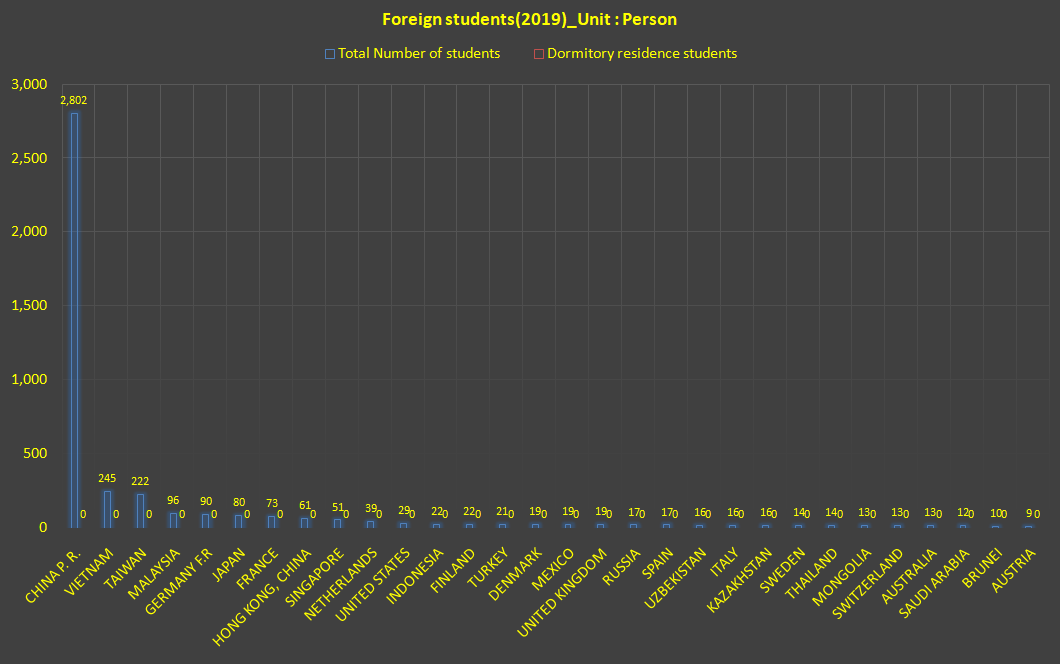 Foreign students(2019)_Unit : Person
Total Number of students
Dormitory residence students
3,000
2,500
2,000
1,500
1,000
500
0
2,802 0
245 0
222 0
96 0
90 0
80 0
73 0
61 0
51 0
39 0
29 0
22 0
22 0
21 0
19 0
19 0
19 0
17 0
17 0
16 0
16 0
16 0
14 0
14 0
13 0
13 0
13 0
12 0
10 0
9 0
CHINA P. R.
VIETNAM
TAIWAN
MALAYSIA
GERMANY F.R
JAPAN
FRANCE
HONG KONG, CHINA
SINGAPORE
NETHERLANDS
UNITED STATES
INDONESIA
FINLAND
TURKEY
DENMARK
MEXICO
UNITED KINGDOM
RUSSIA
SPAIN
UZBEKISTAN
ITALY
KAZAKHSTAN
SWEDEN
THAILAND
MONGOLIA
SWITZERLAND
AUSTRALIA
SAUDI ARABIA
BRUNEI
AUSTRIA